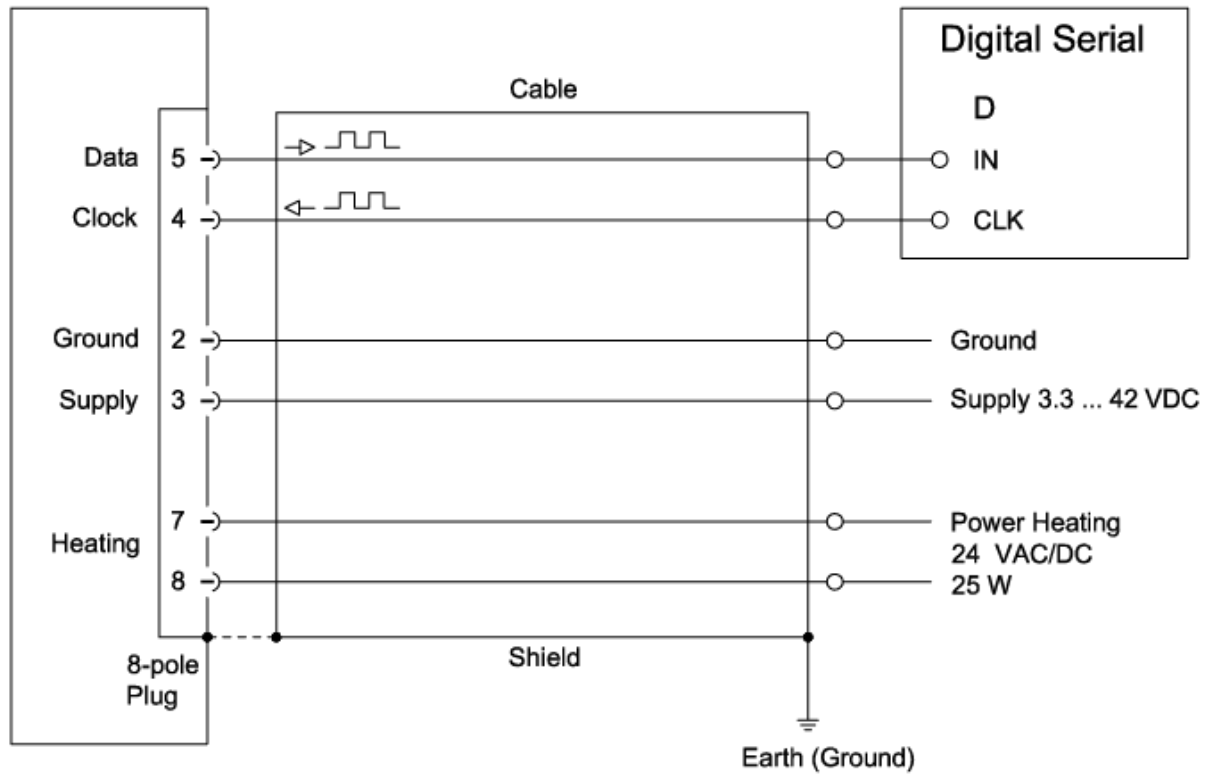 Digital Serial
Cable
D
Data 5 IN
Clock 4 CLK
Ground 2 Ground
Supply 3 Supply 3.3 ... 42 VDC
7 Power Heating
Heating 24 VAC/DC
8 25 W
8-pole
Plug
Shield
Earth (Ground)